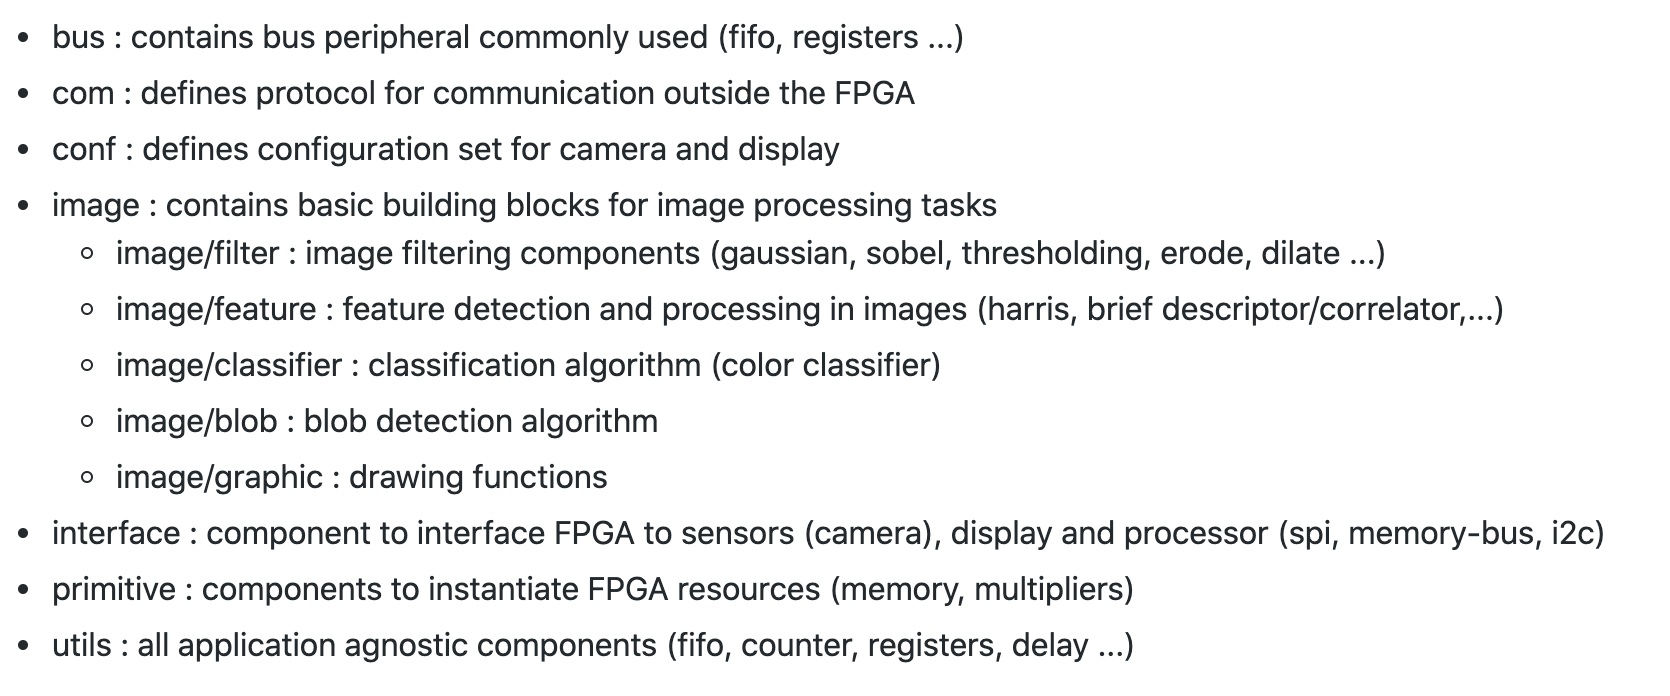 • bus : contains bus peripheral commonly used (fifo, registers ...)
• com : defines protocol for communication outside the FPGA
• conf : defines configuration set for camera and display
• image : contains basic building blocks for image processing tasks
◦ image/filter : image filtering components (gaussian, sobel, thresholding, erode, dilate ...)
◦ image/feature : feature detection and processing in images (harris, brief descriptor/correlator,...)
◦ image/classifier : classification algorithm (color classifier)
◦ image/blob : blob detection algorithm
◦ image/graphic : drawing functions
• interface : component to interface FPGA to sensors (camera), display and processor (spi, memory-bus, i2c)
• primitive : components to instantiate FPGA resources (memory, multipliers)
• utils : all application agnostic components (fifo, counter, registers, delay ...)